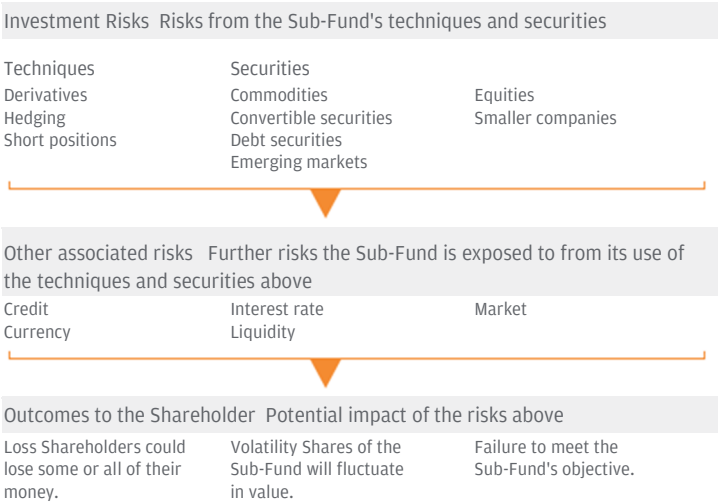 Investment Risks Risks from the Sub-Fund's techniques and securities
Techniques
Derivatives
Hedging
Short positions
Securities
Commodities
Convertible securities
Debt securities
Emerging markets
Equities
Smaller companies
Other associated risks Further risks the Sub-Fund is exposed to from its use of
the techniques and securities above
Credit
Currency
Interest rate
Liquidity
Market
Outcomes to the Shareholder Potential impact of the risks above
Loss Shareholders could
lose some or all of their
money.
Volatility Shares of the
Sub-Fund will fluctuate
in value.
Failure to meet the
Sub-Fund's objective.